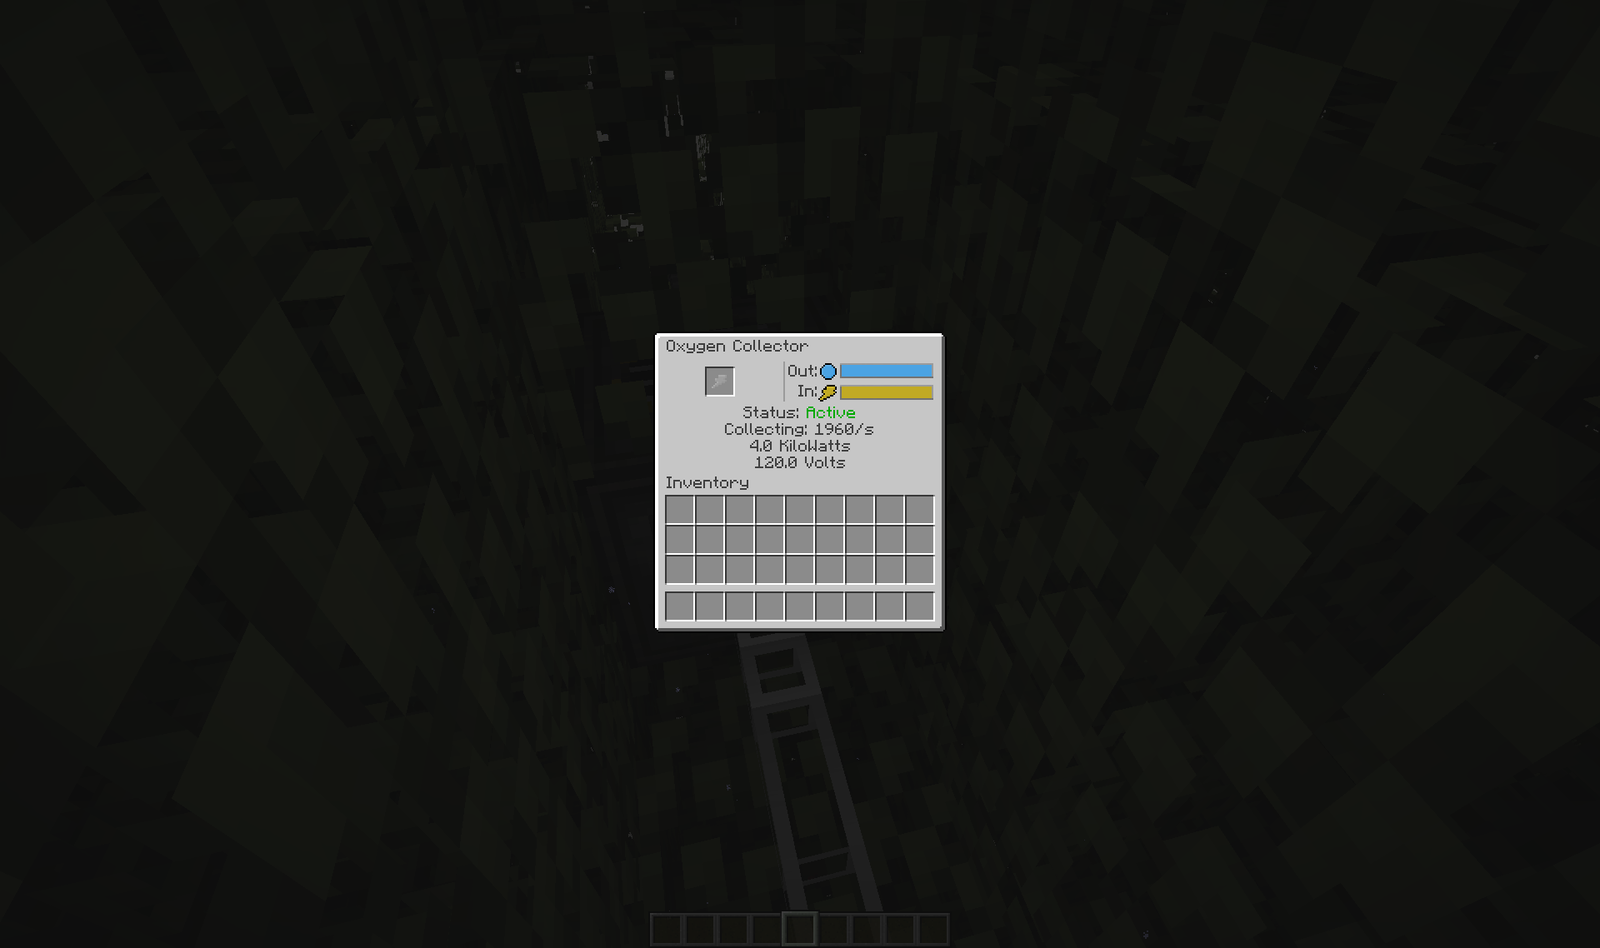 Oxygen Collector
Out:
In:
Status: Active
Collecting: 1960/s
4.0 KiloWatts
120.0 Volts
Inventory